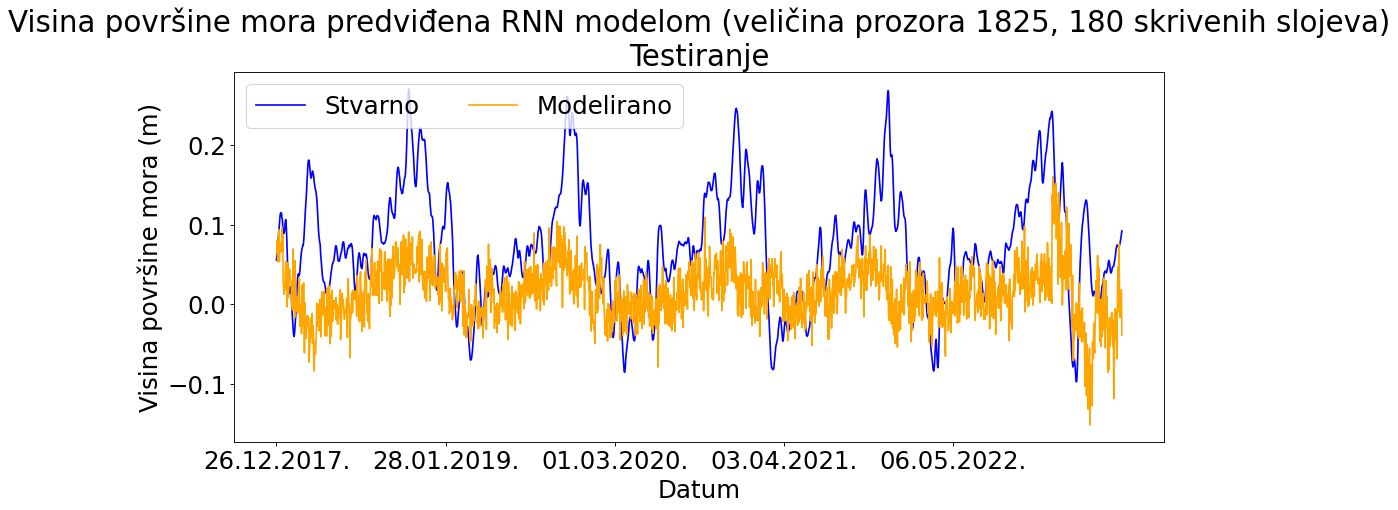 Visina površine mora predviđena RNN modelom (veličina prozora 1825, 180 skrivenih slojeva)
Testiranje
Stvarno
Modelirano
Visina površine mora (m)
0.2
0.1
0.0
−0.1
26.12.2017.
28.01.2019.
01.03.2020.
03.04.2021.
06.05.2022.
Datum